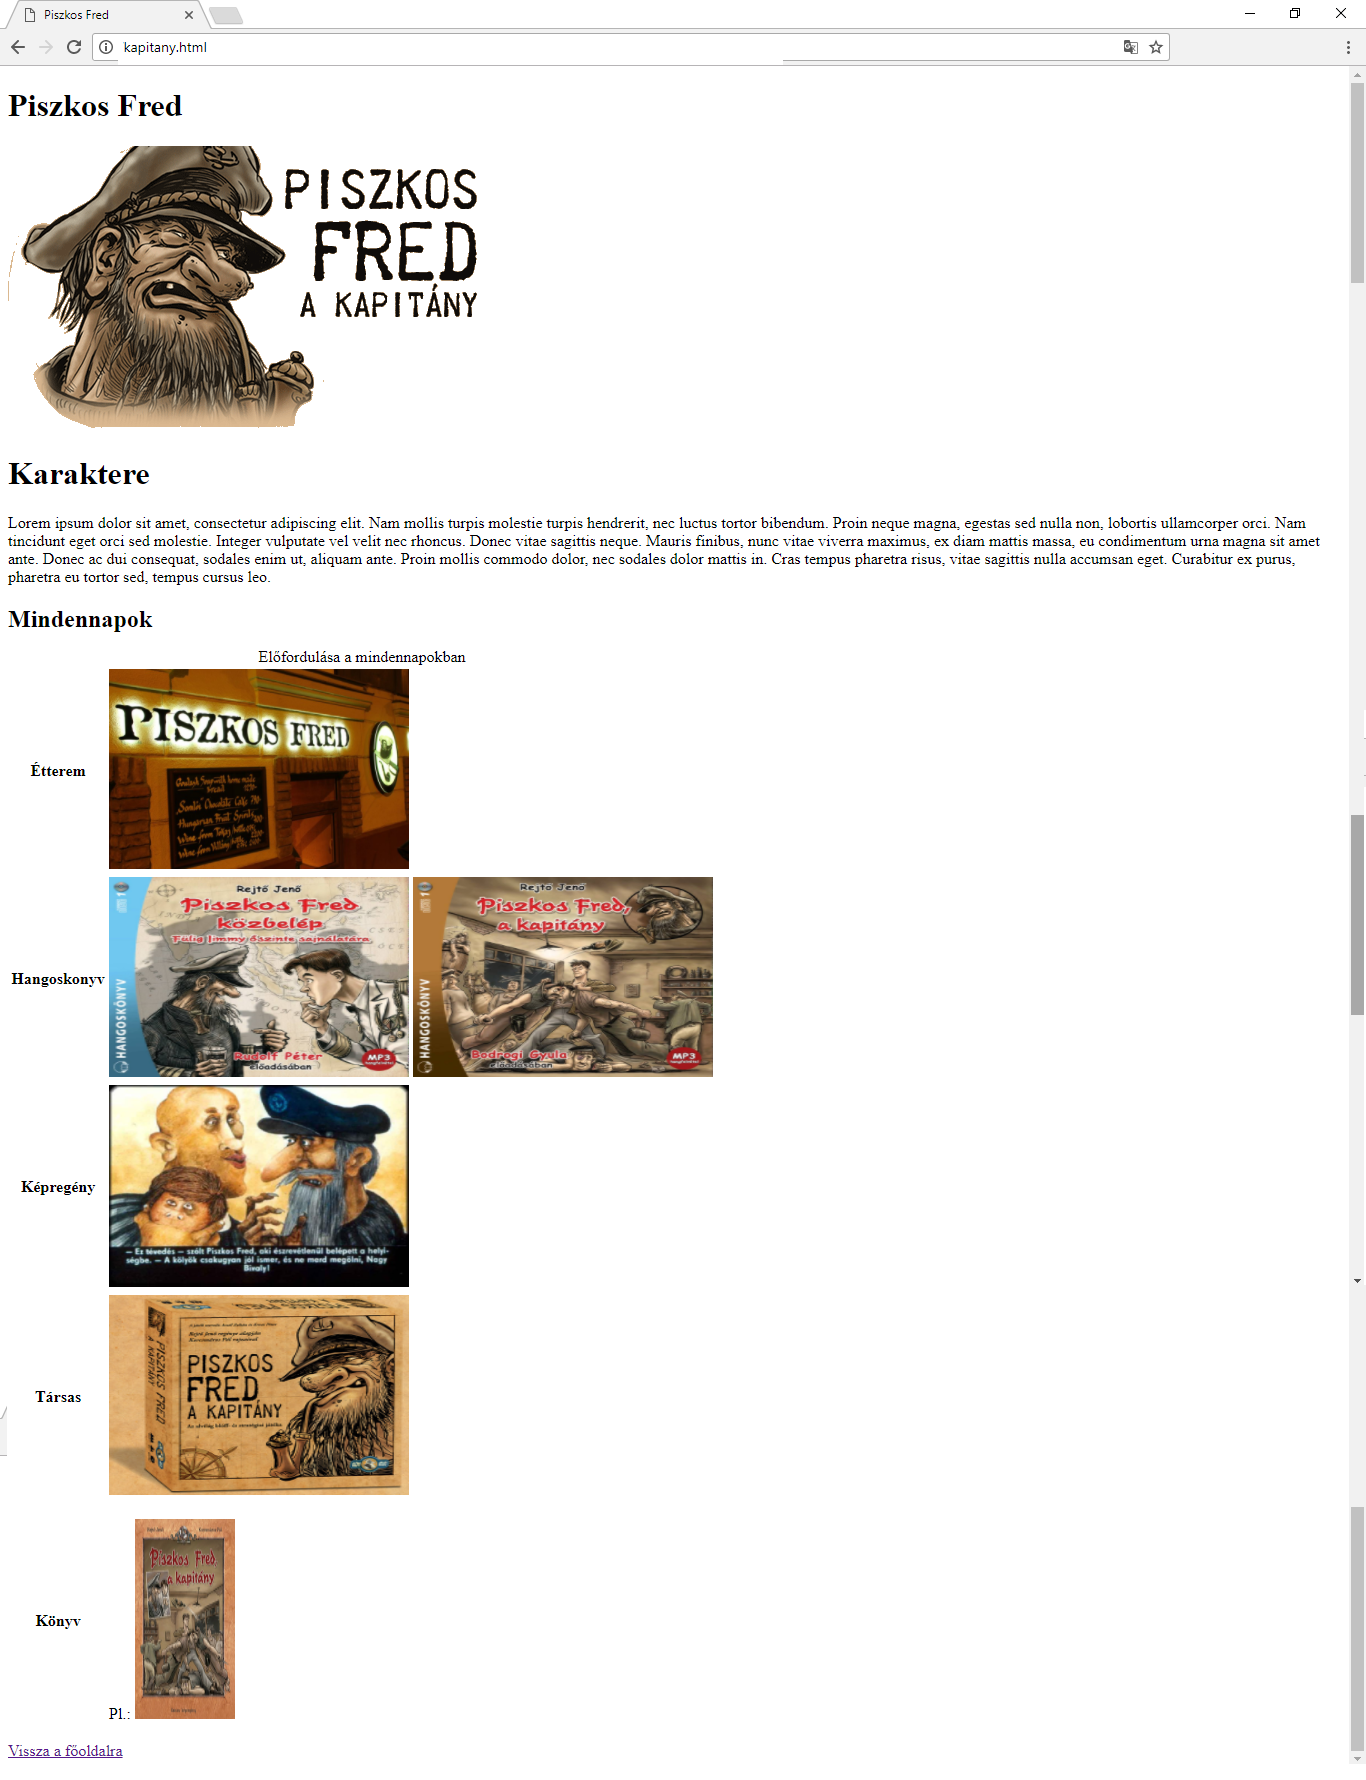 Piszkos Fred
kapitany.html
Piszkos Fred
PISZKOS
FRED
A KAPITÁNY
Karaktere
Lorem ipsum dolor sit amet, consectetur adipiscing elit. Nam mollis turpis molestie turpis hendrerit, nec luctus tortor bibendum. Proin neque magna, egestas sed nulla non, lobortis ullamcorper orci. Nam
tincidunt eget orci sed molestie. Integer vulputate vel velit nec rhoncus. Donec vitae sagittis neque. Mauris finibus, nunc vitae viverra maximus, ex diam mattis massa, eu condimentum urna magna sit amet
ante. Donec ac dui consequat, sodales enim ut, aliquam ante. Proin mollis commodo dolor, nec sodales dolor mattis in. Cras tempus pharetra risus, vitae sagittis nulla accumsan eget. Curabitur ex purus,
pharetra eu tortor sed, tempus cursus leo.
Mindennapok
Előfordulása a mindennapokban
Étterem
PISZKOS FRED
Hangoskonyv
Rejtő Jenő
Piszkos Fred
közbelép
Fülig Jimmy őszinte sajnálatára
HANGOSKÖNYV
Rudolf Péter
előadásában
MP3
Rejtő Jenő
Piszkos Fred,
a kapitány
HANGOSKÖNYV
Bodrogi Gyula
előadásában
MP3
Képregény
— Ez tévedés — szólt Piszkos Fred, aki észrevétlenül belépett a helyi-
ségbe. — A kölyök csakugyan jól ismer, és ne merd megölni, Nagy
Bivaly!
Társas
PISZKOS
FRED
A KAPITÁNY
PISZKOS FRED
A KAPITÁNY
Könyv
Piszkos Fred,
a kapitány
Pl.:
Vissza a főoldalra